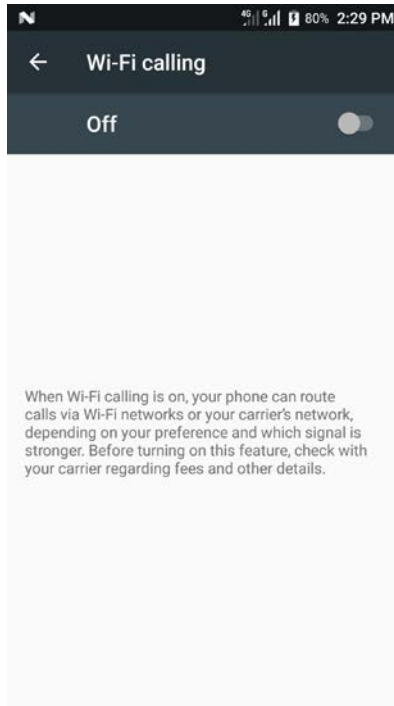 4G G 80% 2:29 PM
Wi-Fi calling
Off
When Wi-Fi calling is on, your phone can route
calls via Wi-Fi networks or your carrier's network,
depending on your preference and which signal is
stronger. Before turning on this feature, check with
your carrier regarding fees and other details.